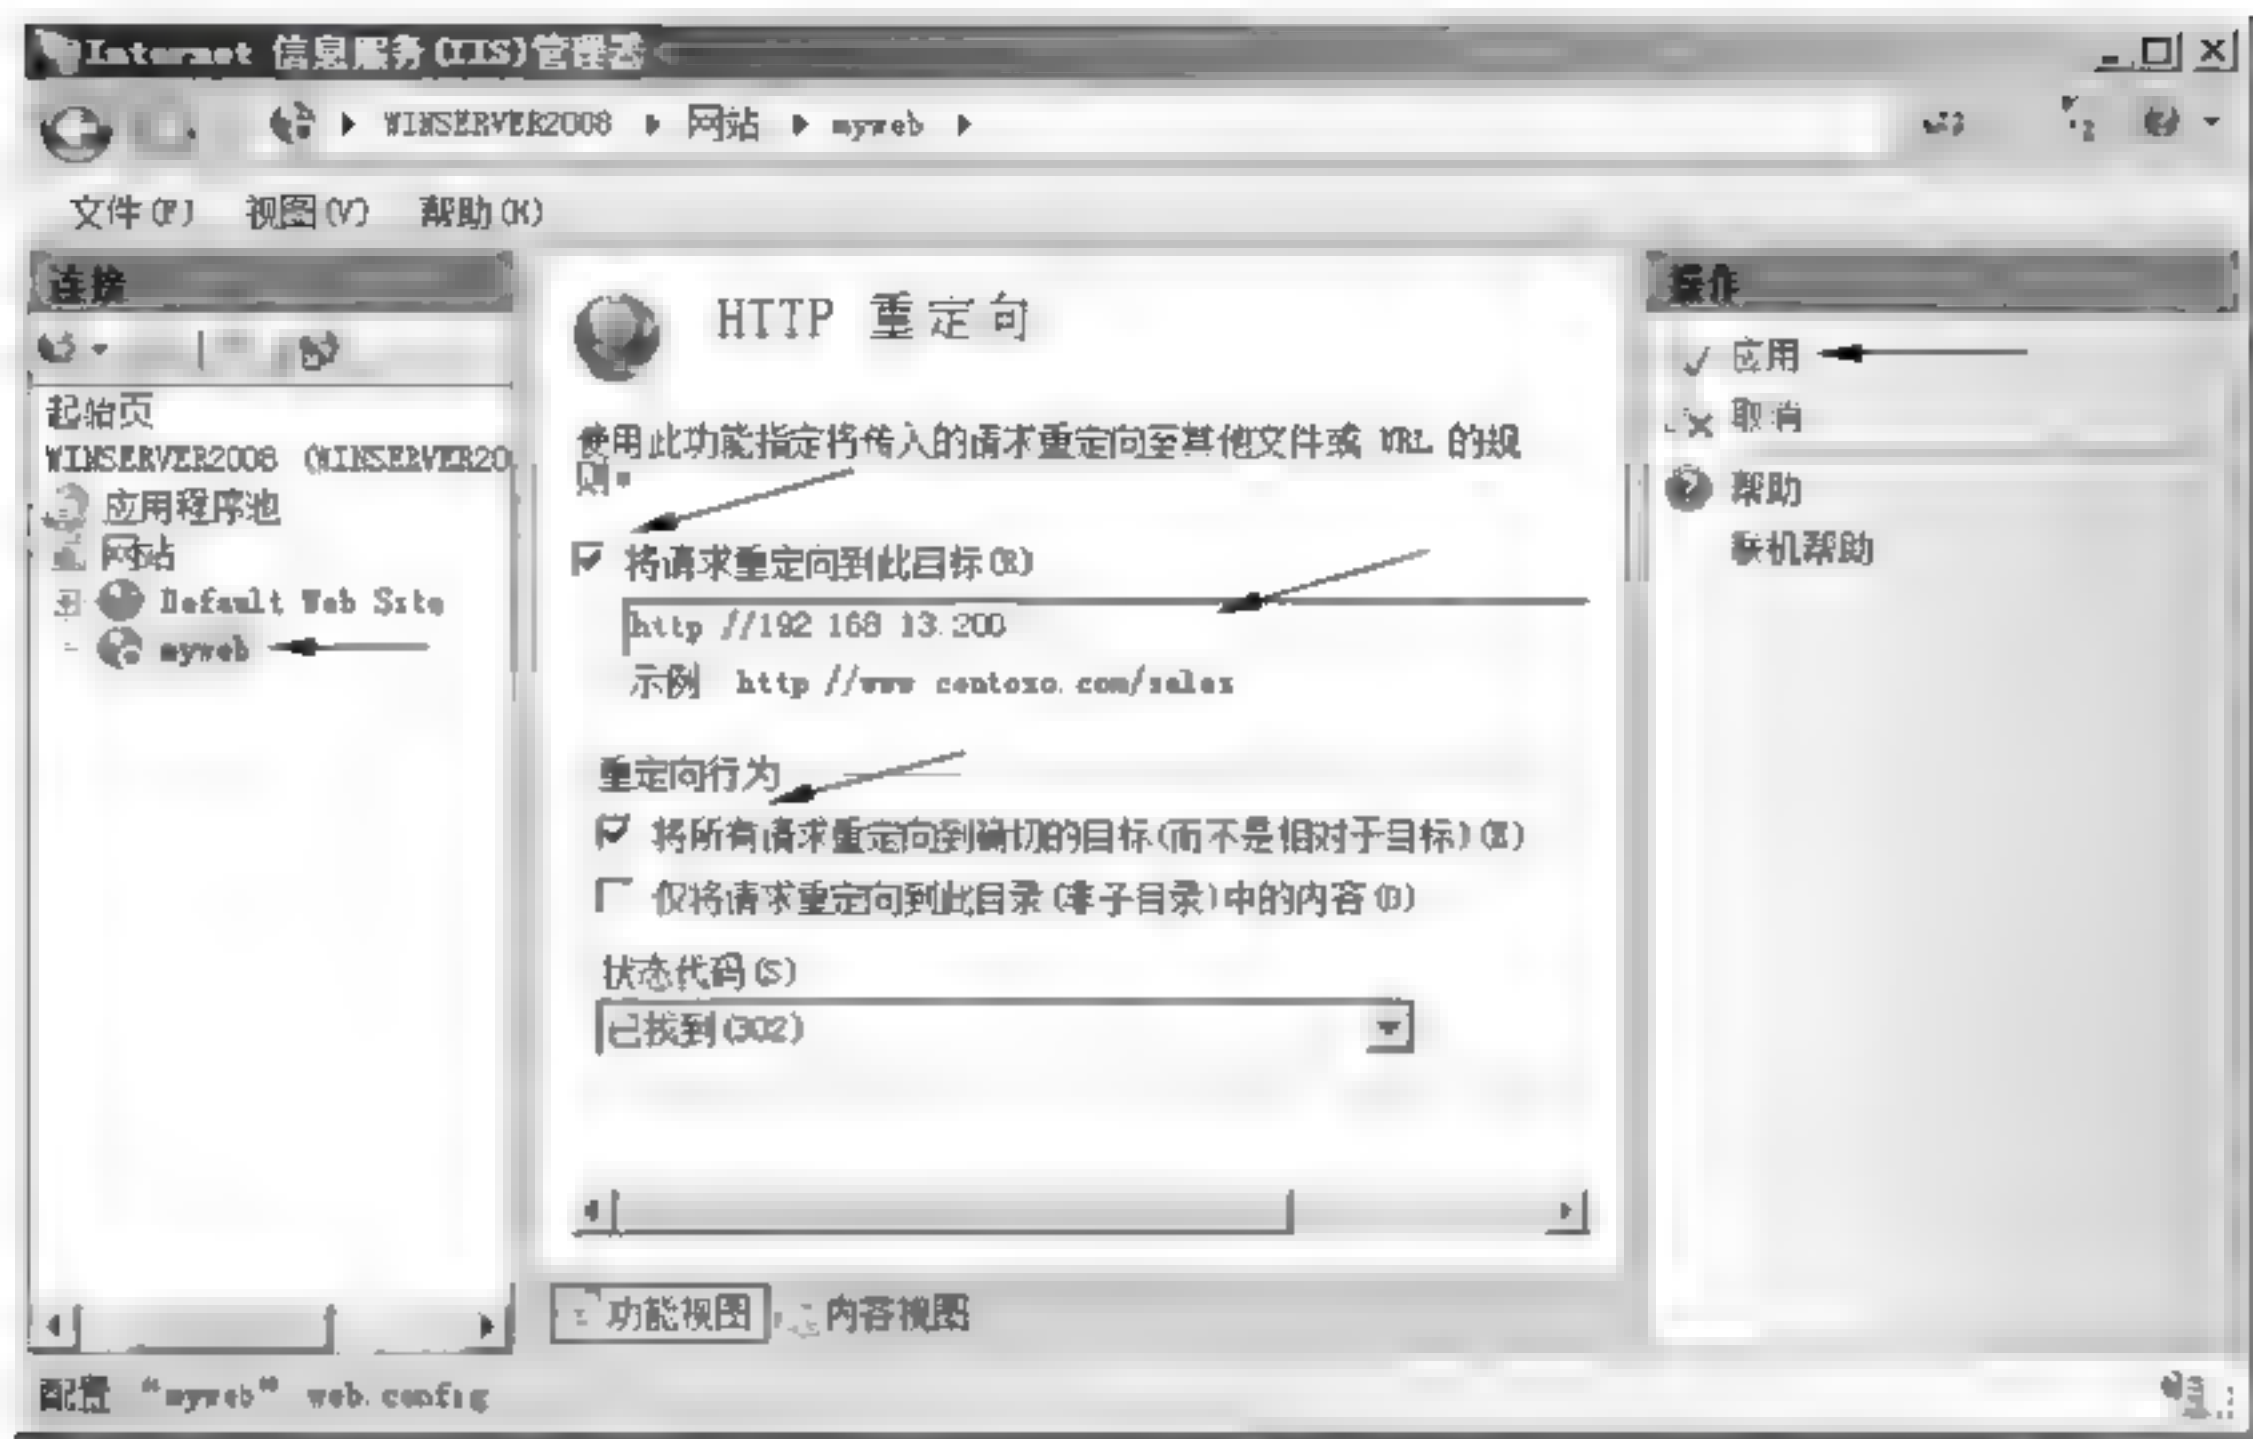 Internet 信息服务(IIS)管理器
WINSERVER2008 网站 myweb
文件(F) 视图(V) 帮助(H)
连接
起始页
WINSERVER2008 (WINSERVER20
应用程序池
网站
Default Web Site
myweb
HTTP 重定向
使用此功能指定将传入的请求重定向至其他文件或 URL 的规
则。
将请求重定向到此目标(R)
http //192 168 13.200
示例 http //www contoso.com/sales
重定向行为
将所有请求重定向到确切的目标(而不是相对于目标)(E)
仅将请求重定向到此目录(非子目录)中的内容(D)
状态代码(S)
已找到(302)
功能视图 内容视图
操作
应用
取消
帮助
联机帮助
配置 “myweb” web.config